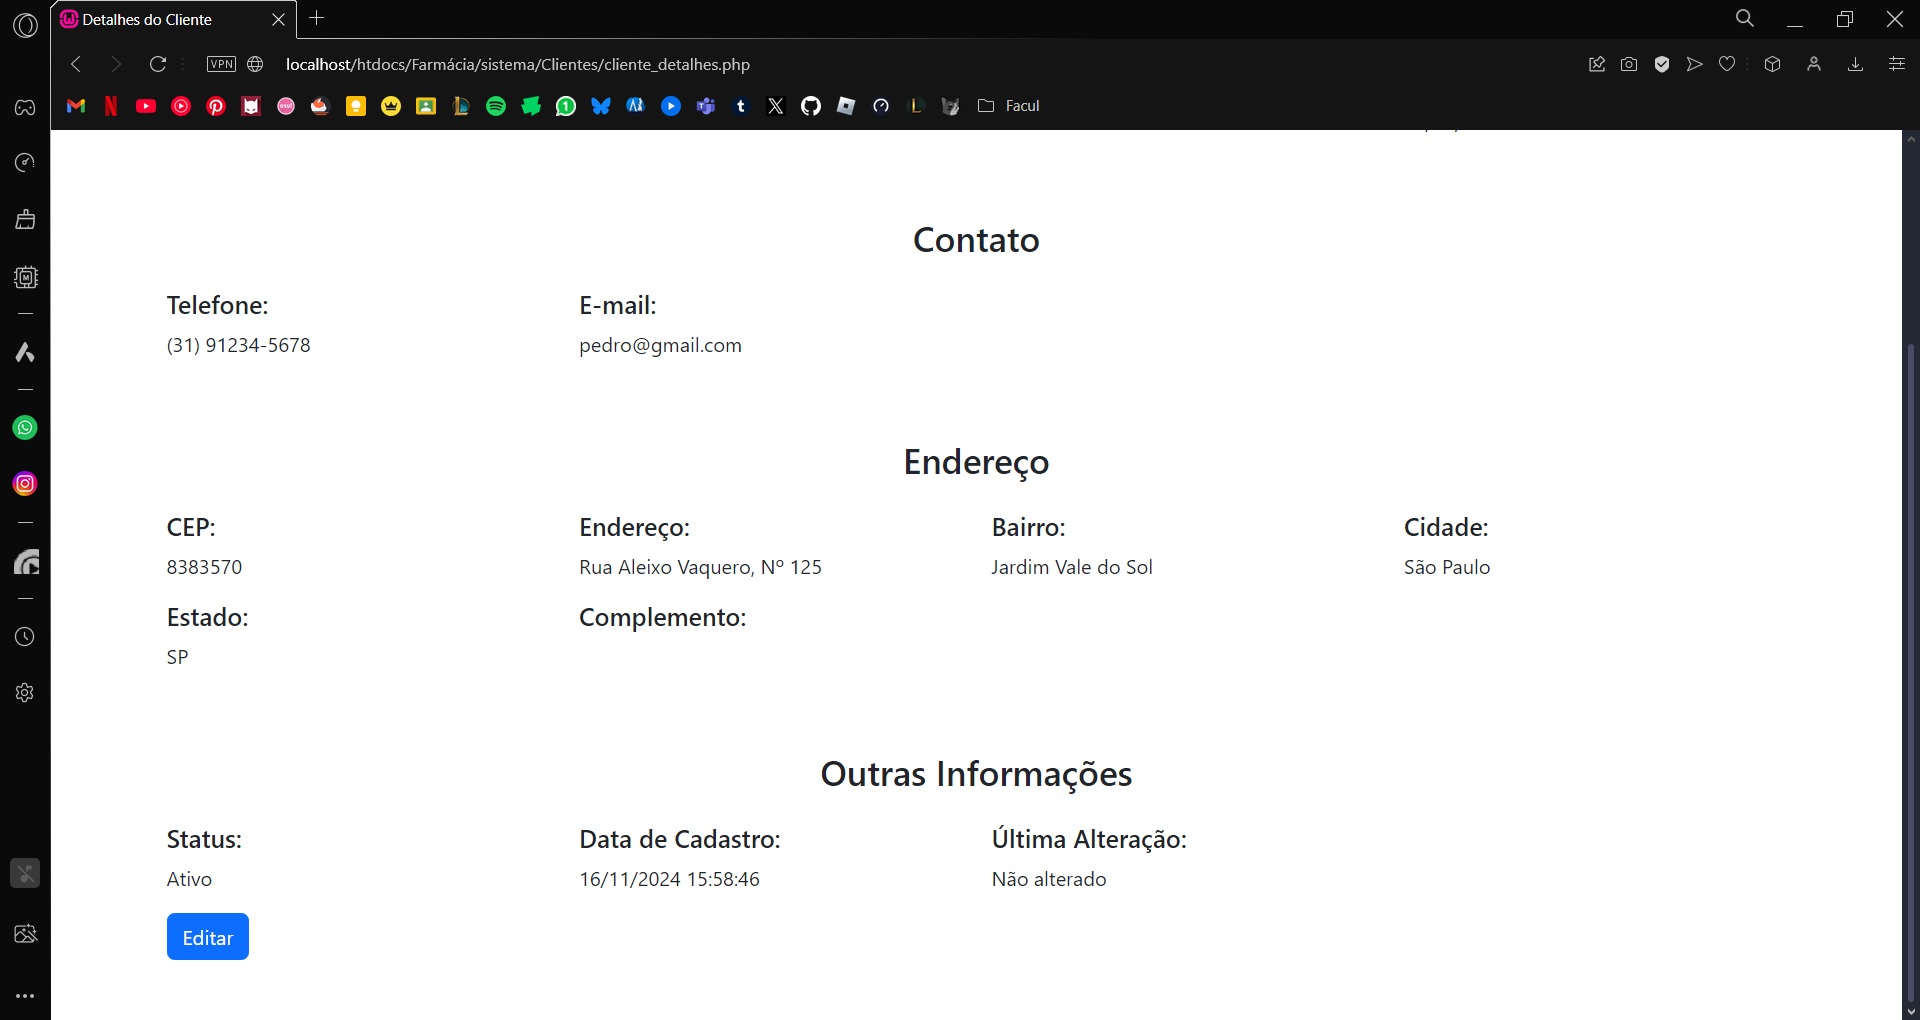 Detalhes do Cliente
VPN
localhost/htdocs/Farmácia/sistema/Clientes/cliente_detalhes.php
Facul
Contato
Telefone:
E-mail:
(31) 91234-5678
pedro@gmail.com
Endereço
CEP:
Endereço:
Bairro:
Cidade:
8383570
Rua Aleixo Vaquero, Nº 125
Jardim Vale do Sol
São Paulo
Estado:
Complemento:
SP
Outras Informações
Status:
Data de Cadastro:
Última Alteração:
Ativo
16/11/2024 15:58:46
Não alterado
Editar